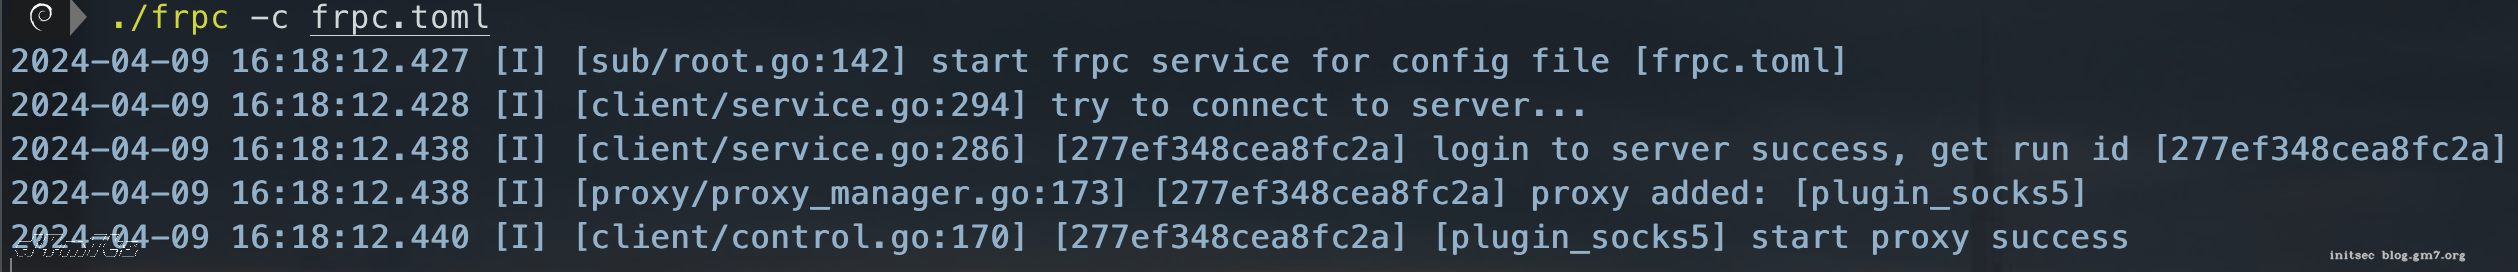 ./frpc -c frpc.toml
2024-04-09 16:18:12.427 [I] [sub/root.go:142] start frpc service for config file [frpc.toml]
2024-04-09 16:18:12.428 [I] [client/service.go:294] try to connect to server...
2024-04-09 16:18:12.438 [I] [client/service.go:286] [277ef348cea8fc2a] login to server success, get run id [277ef348cea8fc2a]
2024-04-09 16:18:12.438 [I] [proxy/proxy_manager.go:173] [277ef348cea8fc2a] proxy added: [plugin_socks5]
2024-04-09 16:18:12.440 [I] [client/control.go:170] [277ef348cea8fc2a] [plugin_socks5] start proxy success
initsec blog.gm7.org